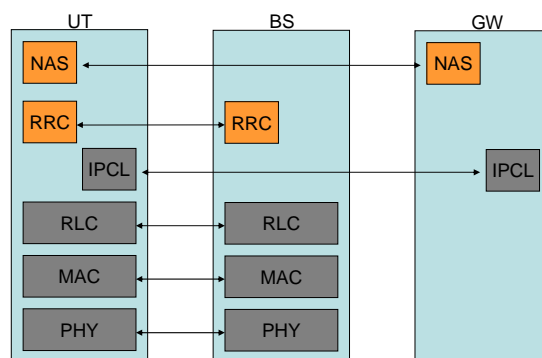 UT BS GW
NAS NAS
RRC RRC
IPCL IPCL
RLC RLC
MAC MAC
PHY PHY